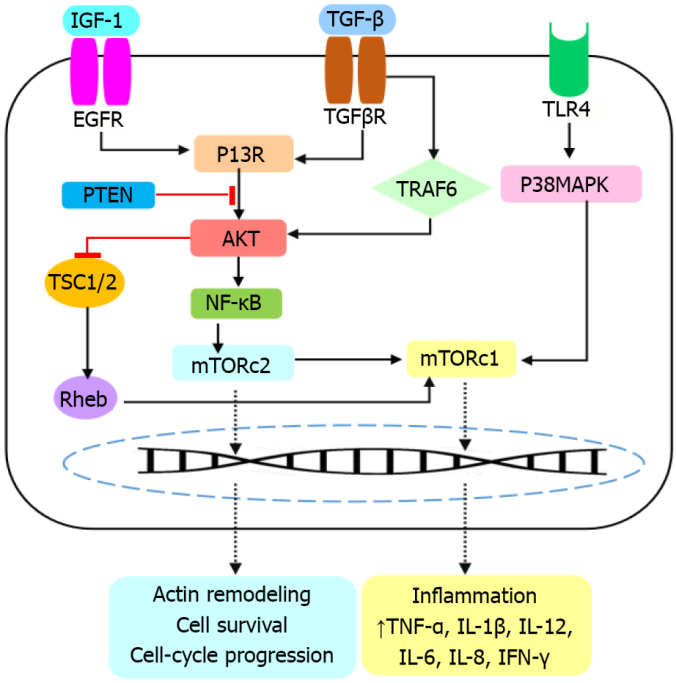 IGF-1
TGF-β
EGFR
TGFβR
TLR4
P13R
PTEN
TRAF6
P38MAPK
AKT
TSC1/2
NF-κB
mTORc2
mTORc1
Rheb
Actin remodeling
Cell survival
Cell-cycle progression
Inflammation
↑TNF-α, IL-1β, IL-12,
IL-6, IL-8, IFN-γ